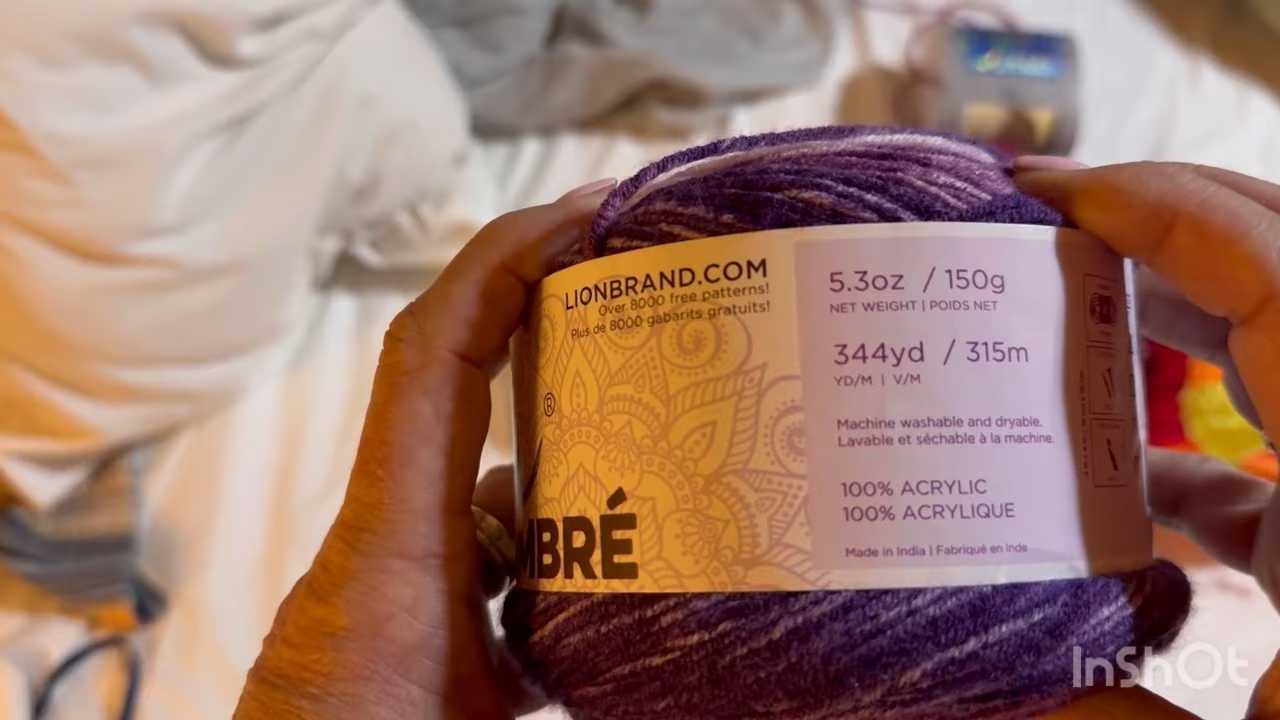 LIONBRAND.COM
Over 8000 free patterns!
Plus de 8000 gabarits gratuits!
®
MBRÉ
5.3oz / 150g
NET WEIGHT | POIDS NET
344yd / 315m
YD/M | V/M
Machine washable and dryable.
Lavable et séchable à la machine.
100% ACRYLIC
100% ACRYLIQUE
Made in India | Fabriqué en Inde
InShOt